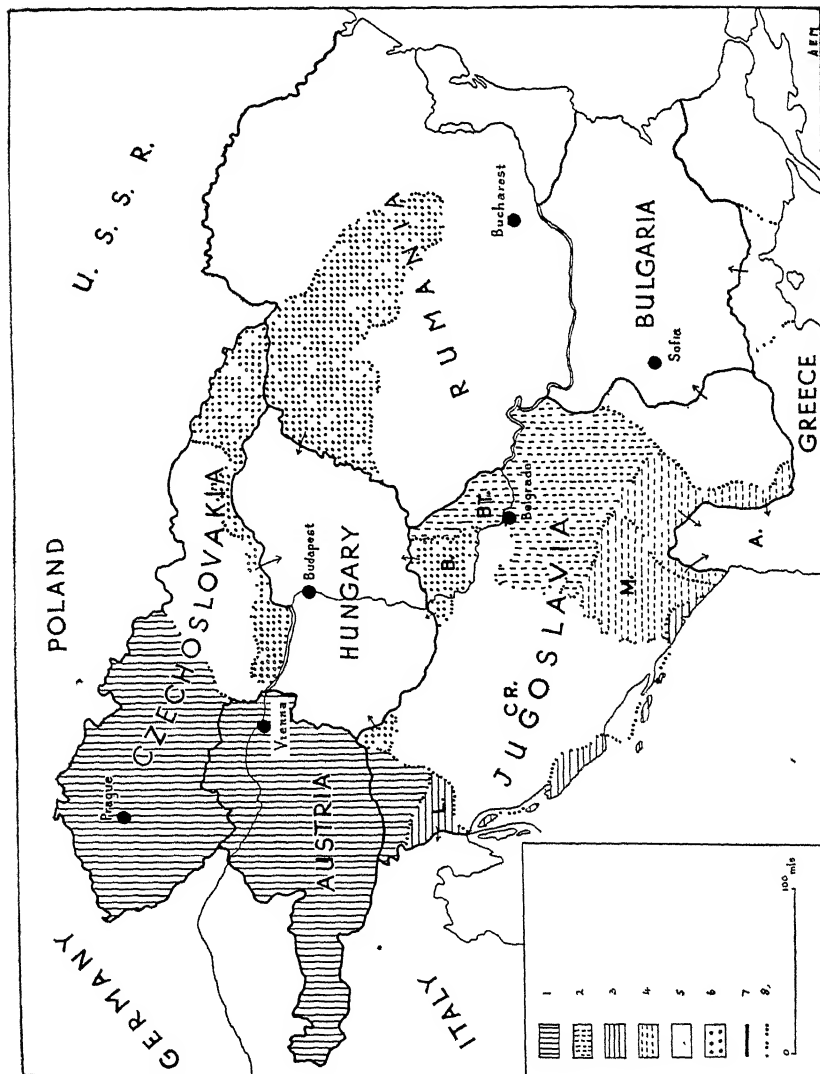 POLAND
U. S. S. R.
GERMANY
CZECHOSLOVAKIA
Prague
Vienna
AUSTRIA
Budapest
HUNGARY
RUMANIA
Bucharest
ITALY
CR.
JUGOSLAVIA
B.
BT.
Belgrade
M.
A.
BULGARIA
Sofia
GREECE
1
2
3
4
5
6
7
8.
0 100 mls
AEM